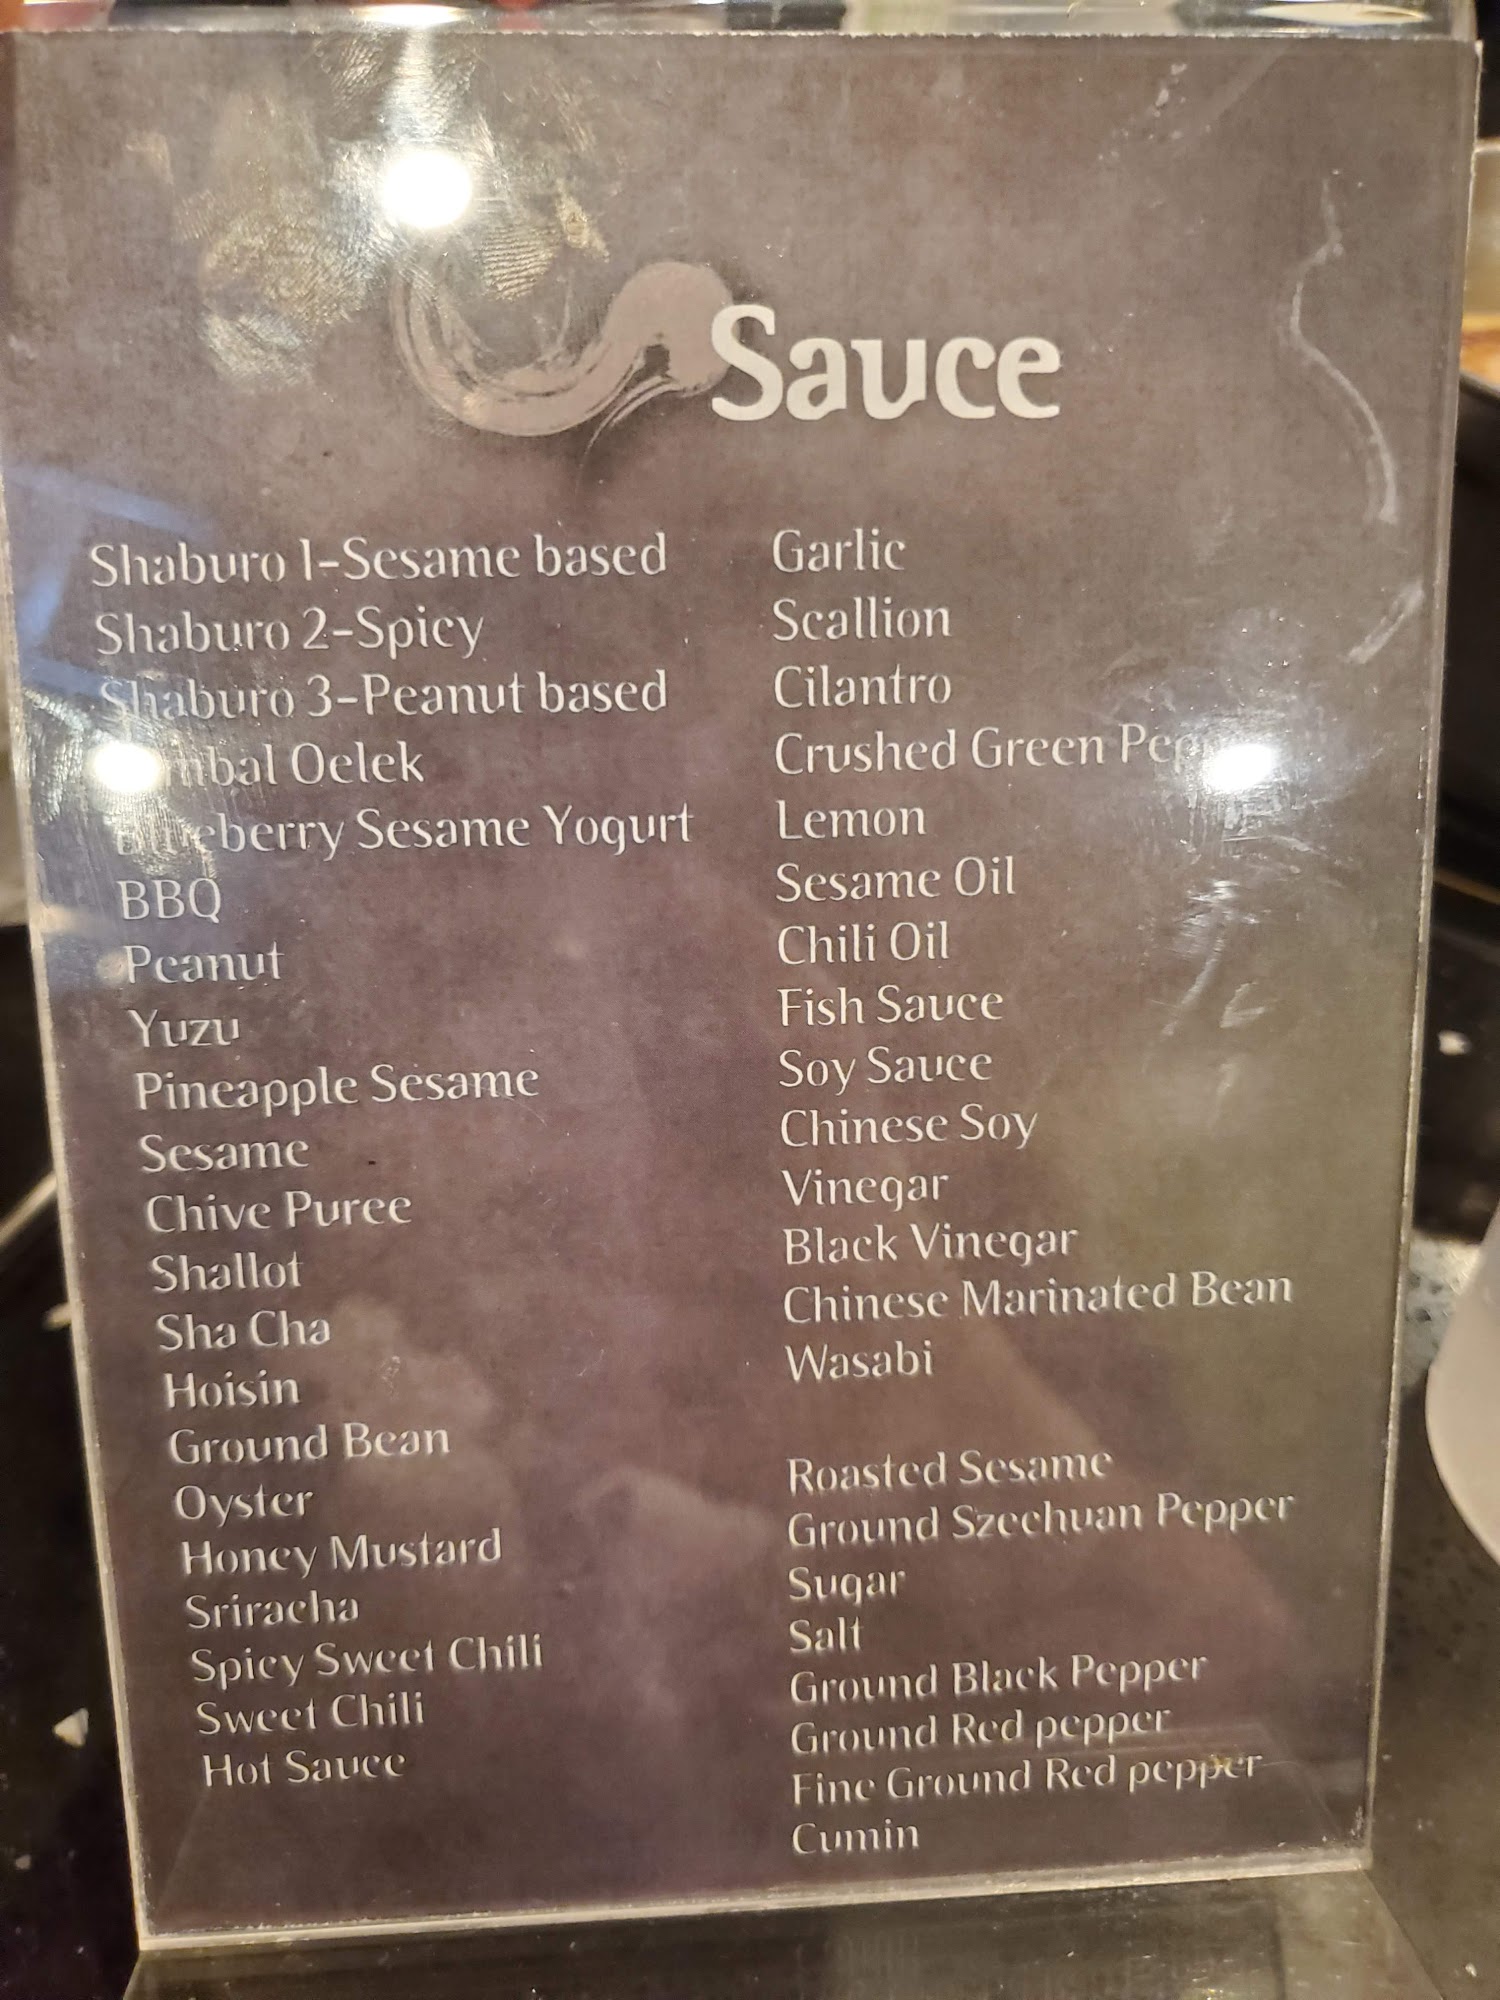 Sauce
Shaburo 1-Sesame based
Shaburo 2-Spicy
Shaburo 3-Peanut based
Oelek
Sesame Yogurt
BBQ
Peanut
Yuzu
Pineapple Sesame
Sesame
Chive Puree
Shallot
Sha Cha
Hoisin
Ground Bean
Oyster
Honey Mustard
Sriracha
Spicy Sweet Chili
Sweet Chili
Hot Sauce
Garlic
Scallion
Cilantro
Crushed Green
Lemon
Sesame Oil
Chili Oil
Fish Sauce
Soy Sauce
Chinese Soy
Vinegar
Black Vinegar
Chinese Marinated Bean
Wasabi
Roasted Sesame
Ground Szechuan Pepper
Sugar
Salt
Ground Black Pepper
Ground Red pepper
Fine Ground Red pepper
Cumin